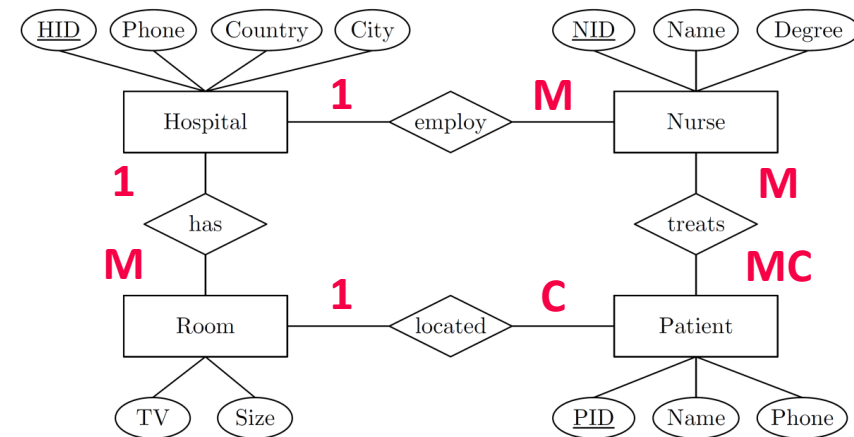 HID Phone Country City NID Name Degree
1 M
Hospital employ Nurse
1 M
has treats
M MC
1 C
Room located Patient
TV Size PID Name Phone